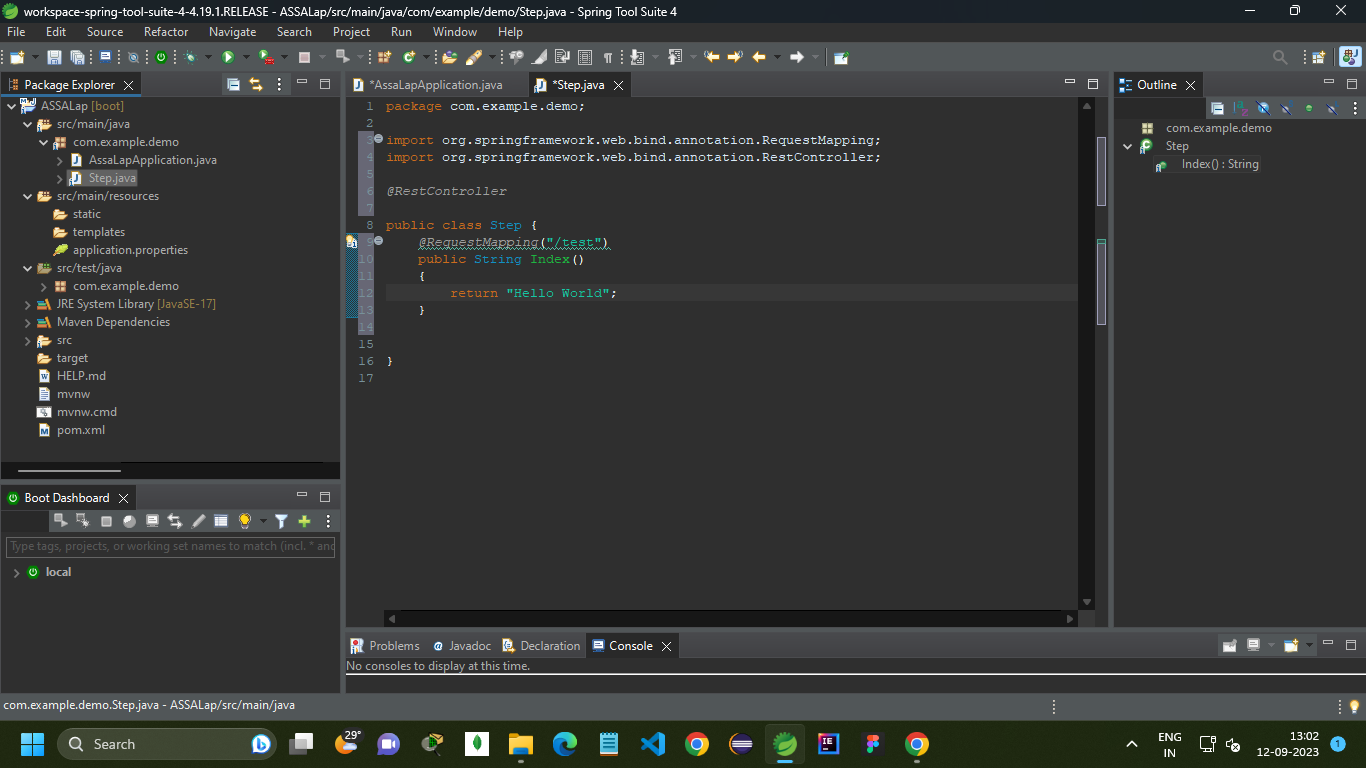 workspace-spring-tool-suite-4-4.19.1.RELEASE - ASSALap/src/main/java/com/example/demo/Step.java - Spring Tool Suite 4
File Edit Source Refactor Navigate Search Project Run Window Help
Package Explorer
*AssaLapApplication.java
*Step.java
Outline
ASSALap [boot]
src/main/java
com.example.demo
AssaLapApplication.java
Step.java
src/main/resources
static
templates
application.properties
src/test/java
com.example.demo
JRE System Library [JavaSE-17]
Maven Dependencies
src
target
HELP.md
mvnw
mvnw.cmd
pom.xml
1 package com.example.demo;
2
3 import org.springframework.web.bind.annotation.RequestMapping;
4 import org.springframework.web.bind.annotation.RestController;
5
6 @RestController
7
8 public class Step {
9 @RequestMapping("/test")
10 public String Index()
11 {
12 return "Hello World";
13 }
14
15
16 }
17
com.example.demo
Step
Index() : String
Boot Dashboard
Type tags, projects, or working set names to match (incl. * and
local
Problems Javadoc Declaration Console
No consoles to display at this time.
com.example.demo.Step.java - ASSALap/src/main/java
Search
29°
ENG
IN
13:02
12-09-2023
1